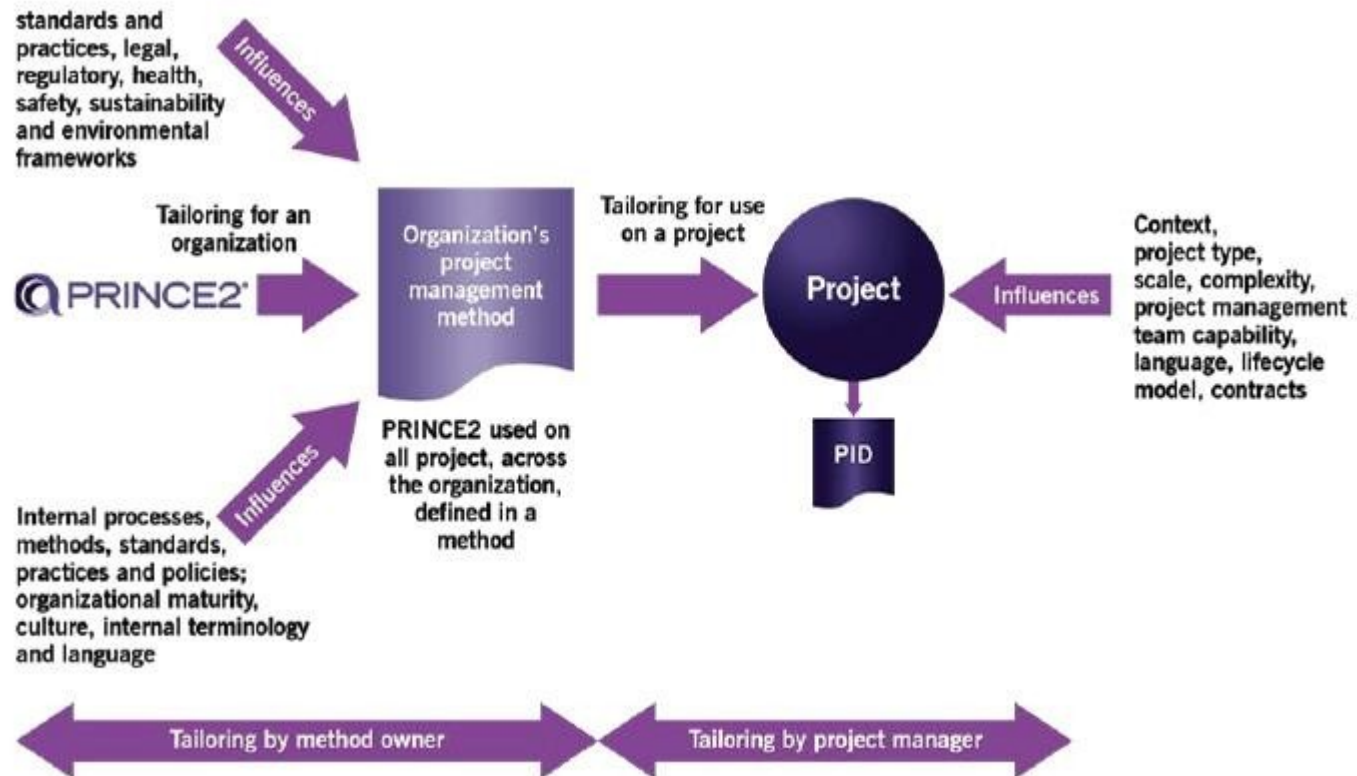 standards and
practices, legal,
regulatory, health,
safety, sustainability
and environmental
frameworks
Influences
Tailoring for an
organization
PRINCE2®
Organization's
project
management
method
Tailoring for use
on a project
Project
Influences
Context,
project type,
scale, complexity,
project management
team capability,
language, lifecycle
model, contracts
PID
PRINCE2 used on
all project, across
the organization,
defined in a
method
Influences
Internal processes,
methods, standards,
practices and policies;
organizational maturity,
culture, internal terminology
and language
Tailoring by method owner
Tailoring by project manager